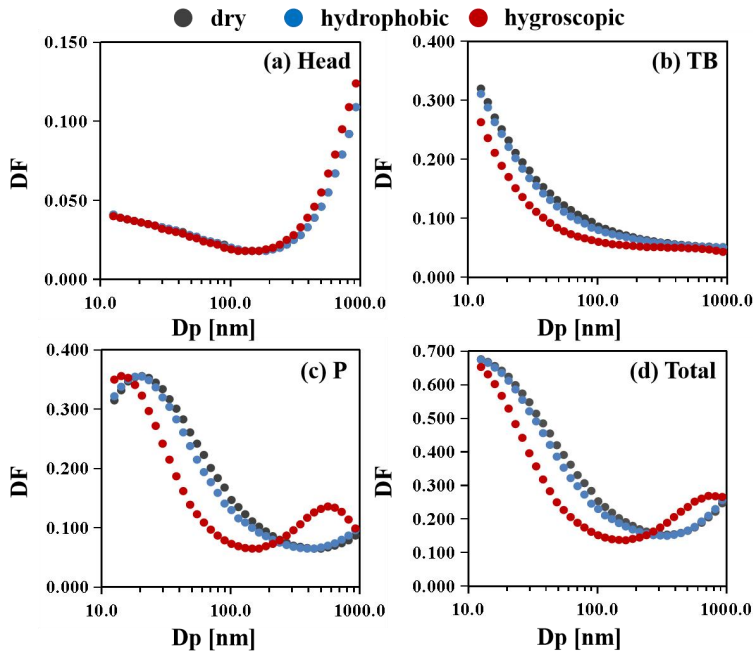 dry hydrophobic hygroscopic
(a) Head
DF
0.150
0.100
0.050
0.000
10.0 100.0 1000.0
Dp [nm]
(b) TB
DF
0.400
0.300
0.200
0.100
0.000
10.0 100.0 1000.0
Dp [nm]
(c) P
DF
0.400
0.300
0.200
0.100
0.000
10.0 100.0 1000.0
Dp [nm]
(d) Total
DF
0.700
0.600
0.500
0.400
0.300
0.200
0.100
0.000
10.0 100.0 1000.0
Dp [nm]